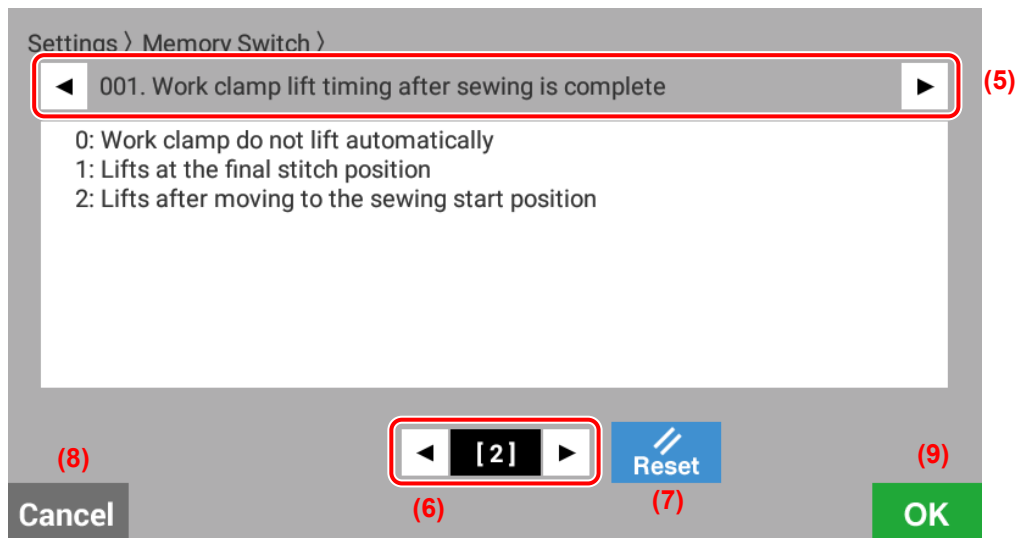 Settings 〉 Memory Switch 〉
◄ 001. Work clamp lift timing after sewing is complete ►
(5)
0: Work clamp do not lift automatically
1: Lifts at the final stitch position
2: Lifts after moving to the sewing start position
◄ [ 2 ] ►
Reset
(8)
(9)
(6)
(7)
Cancel
OK